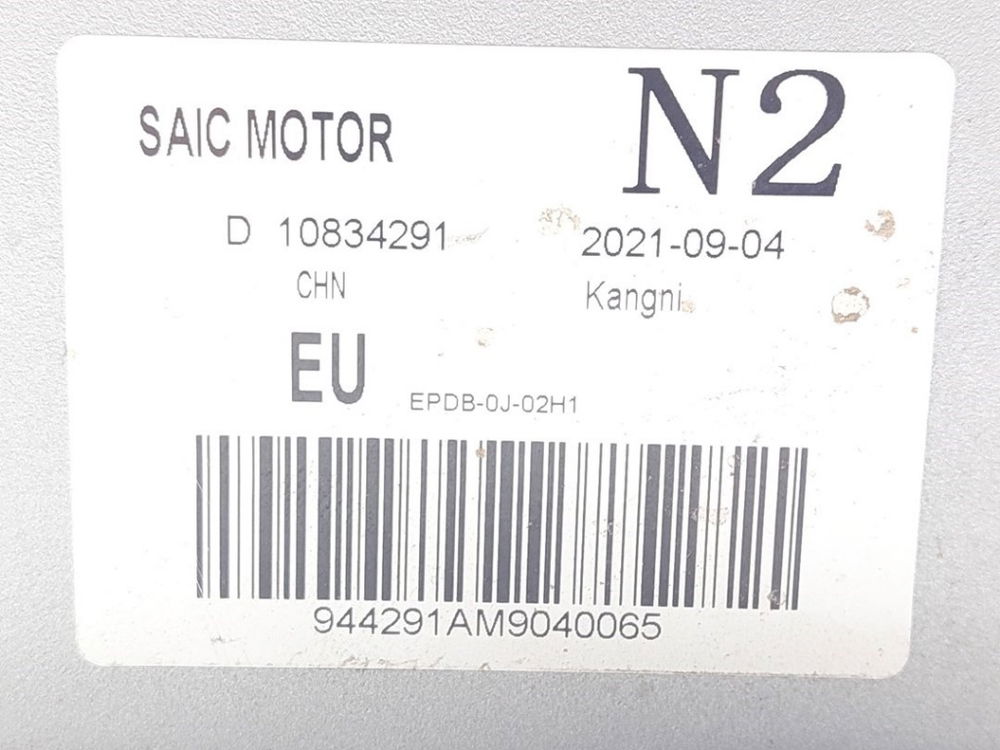 SAIC MOTOR
N2
D 10834291
2021-09-04
CHN
Kangni
EU
EPDB-0J-02H1
944291AM9040065